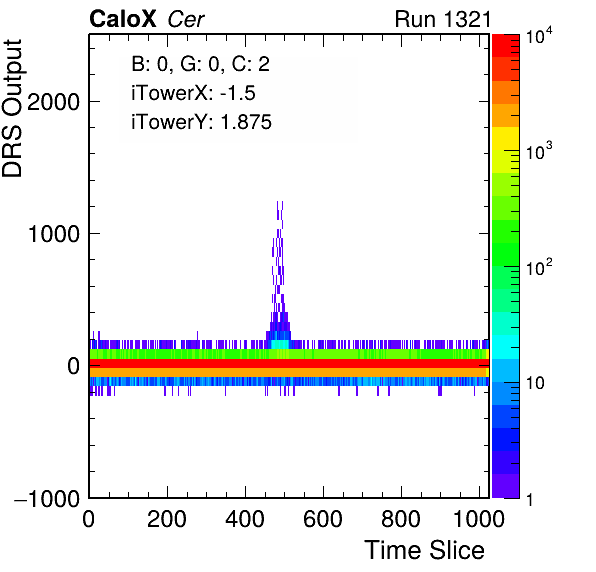 CaloX Cer Run 1321
B: 0, G: 0, C: 2
iTowerX: -1.5
iTowerY: 1.875
DRS Output
2000
1000
0
−1000
0 200 400 600 800 1000
Time Slice
10^4
10^3
10^2
10
1